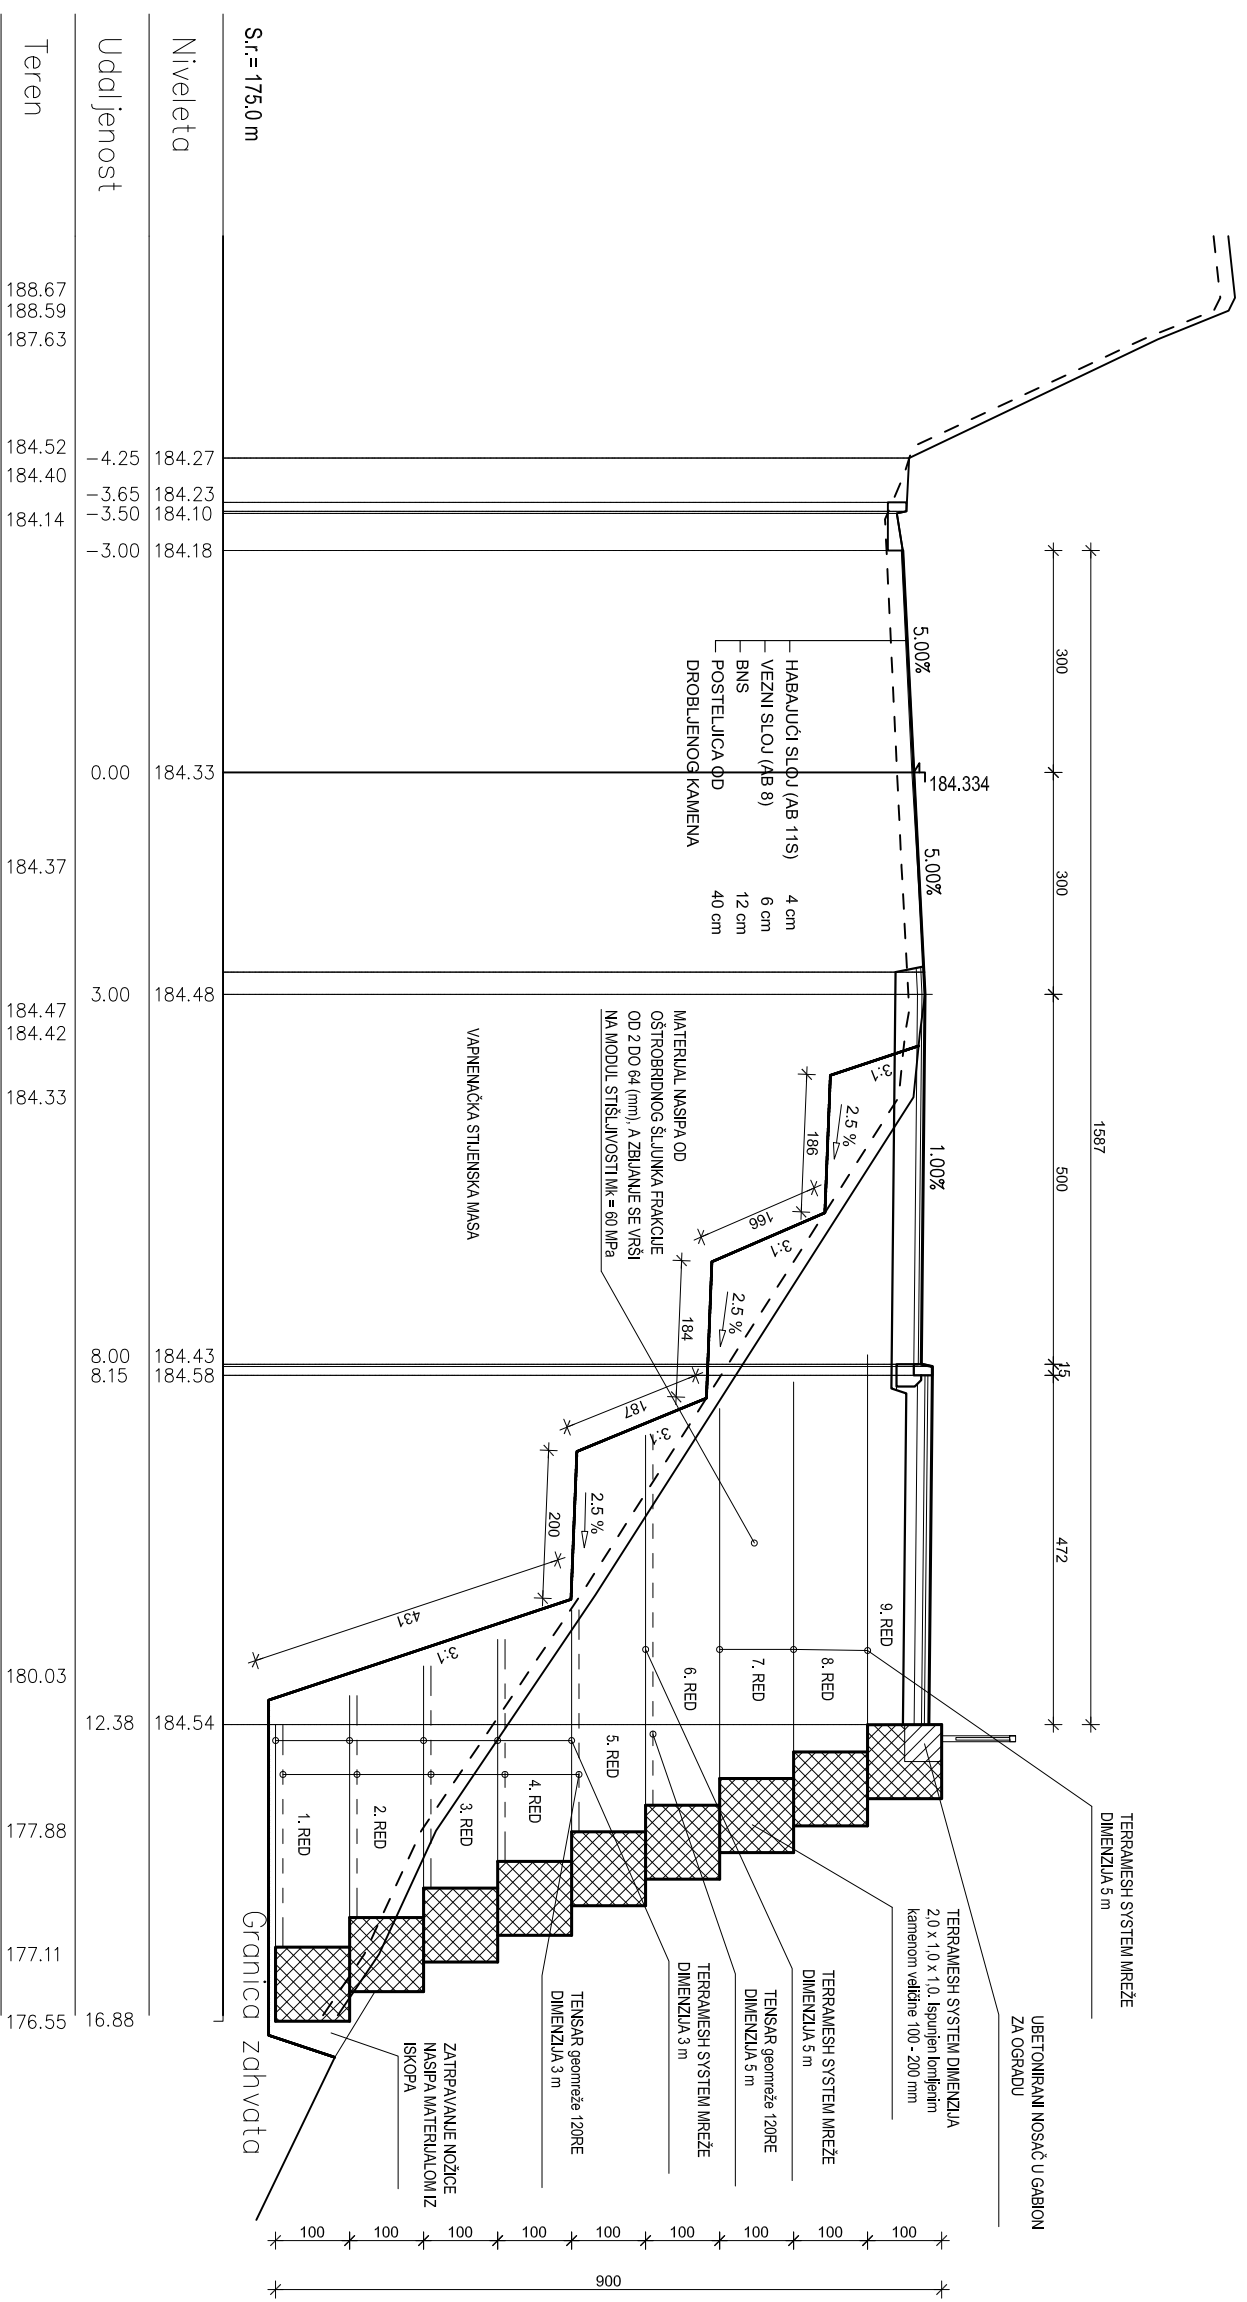 S.r.= 175.0 m
Niveleta
184.27
184.23
184.10
184.18
184.33
184.48
184.43
184.58
184.54
Udaljenost
-4.25
-3.65
-3.50
-3.00
0.00
3.00
8.00
8.15
12.38
16.88
Teren
188.67
188.59
187.63
184.52
184.40
184.14
184.37
184.47
184.42
184.33
180.03
177.88
177.11
176.55
1587
300
300
500
15
472
5.00%
184.334
5.00%
1.00%
HABAJUĆI SLOJ (AB 11S) 4 cm
VEZNI SLOJ (AB 8) 6 cm
BNS 12 cm
POSTELJICA OD 40 cm
DROBLJENOG KAMENA
MATERIJAL NASIPA OD
OŠTROBRIDNOG ŠLJUNKA FRAKCIJE
OD 2 DO 64 (mm), A ZBIJANJE SE VRŠI
NA MODUL STIŠLJIVOSTI Mk = 60 MPa
VAPNENAČKA STIJENSKA MASA
3:1
2.5 %
186
166
3:1
2.5 %
184
187
3:1
2.5 %
200
431
3:1
9. RED
8. RED
7. RED
6. RED
5. RED
4. RED
3. RED
2. RED
1. RED
TERRAMESH SYSTEM MREŽE
DIMENZIJA 5 m
UBETONIRANI NOSAČ U GABION
ZA OGRADU
TERRAMESH SYSTEM DIMENZIJA
2,0 x 1,0 x 1,0. Ispunjen lomljenim
kamenom veličine 100 - 200 mm
TERRAMESH SYSTEM MREŽE
DIMENZIJA 5 m
TENSAR geomreže 120RE
DIMENZIJA 5 m
TERRAMESH SYSTEM MREŽE
DIMENZIJA 3 m
TENSAR geomreže 120RE
DIMENZIJA 3 m
ZATRPAVANJE NOŽICE
NASIPA MATERIJALOM IZ
ISKOPA
Granica zahvata
100
100
100
100
100
100
100
100
100
900